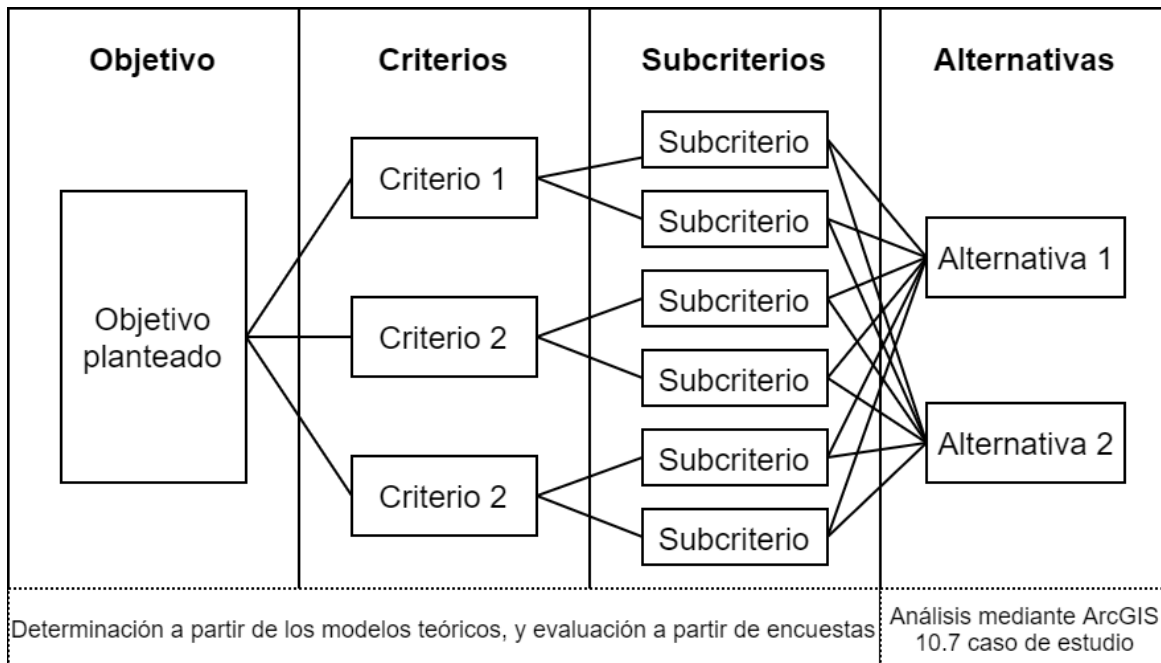 Objetivo
Criterios
Subcriterios
Alternativas
Objetivo
planteado
Criterio 1
Criterio 2
Criterio 2
Subcriterio
Subcriterio
Subcriterio
Subcriterio
Subcriterio
Subcriterio
Alternativa 1
Alternativa 2
Determinación a partir de los modelos teóricos, y evaluación a partir de encuestas
Análisis mediante ArcGIS
10.7 caso de estudio